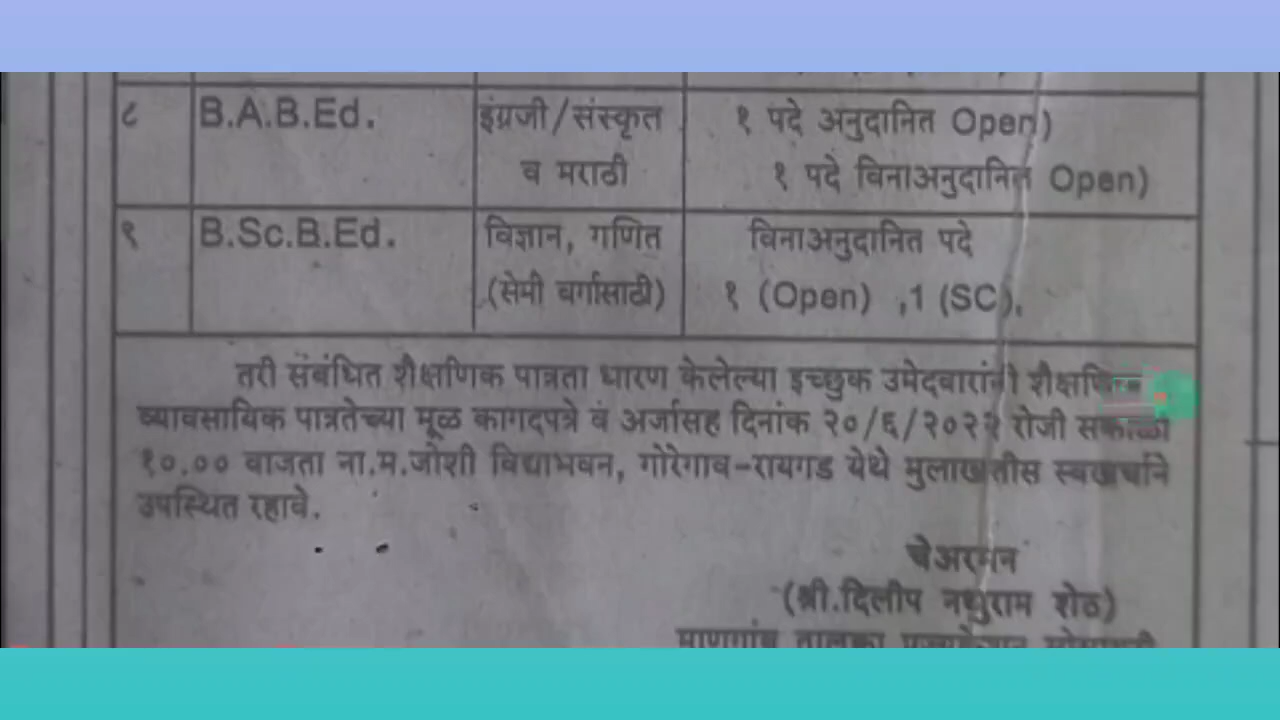 ८ B.A.B.Ed. इंग्रजी/संस्कृत १ पदे अनुदानित Open)
व मराठी १ पदे विनाअनुदानित Open)
९ B.Sc.B.Ed. विज्ञान, गणित विनाअनुदानित पदे
(सेमी वर्गासाठी) १ (Open) ,1 (SC).
तरी संबंधित शैक्षणिक पात्रता धारण केलेल्या इच्छुक उमेदवारांनी
व्यावसायिक पात्रतेच्या मूळ कागदपत्रे व अर्जासह दिनांक २०/६/२०२२ रोजी सकाळी
१०.०० वाजता ना.म.जोशी विद्याभवन, गोरेगाव-रायगड येथे मुलाखतीस स्वखर्चाने
उपस्थित रहावे.
चेअरमन
(श्री.दिलीप नथुराम शेठ)